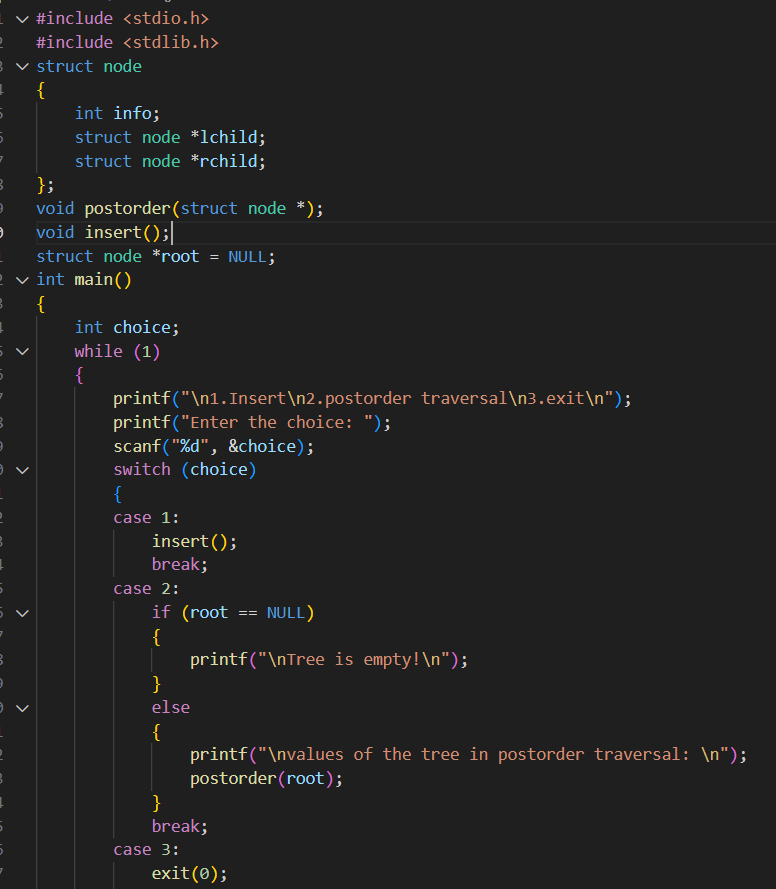 #include <stdio.h>
#include <stdlib.h>
struct node
{
    int info;
    struct node *lchild;
    struct node *rchild;
};
void postorder(struct node *);
void insert();
struct node *root = NULL;
int main()
{
    int choice;
    while (1)
    {
        printf("\n1.Insert\n2.postorder traversal\n3.exit\n");
        printf("Enter the choice: ");
        scanf("%d", &choice);
        switch (choice)
        {
        case 1:
            insert();
            break;
        case 2:
            if (root == NULL)
            {
                printf("\nTree is empty!\n");
            }
            else
            {
                printf("\nvalues of the tree in postorder traversal: \n");
                postorder(root);
            }
            break;
        case 3:
            exit(0);